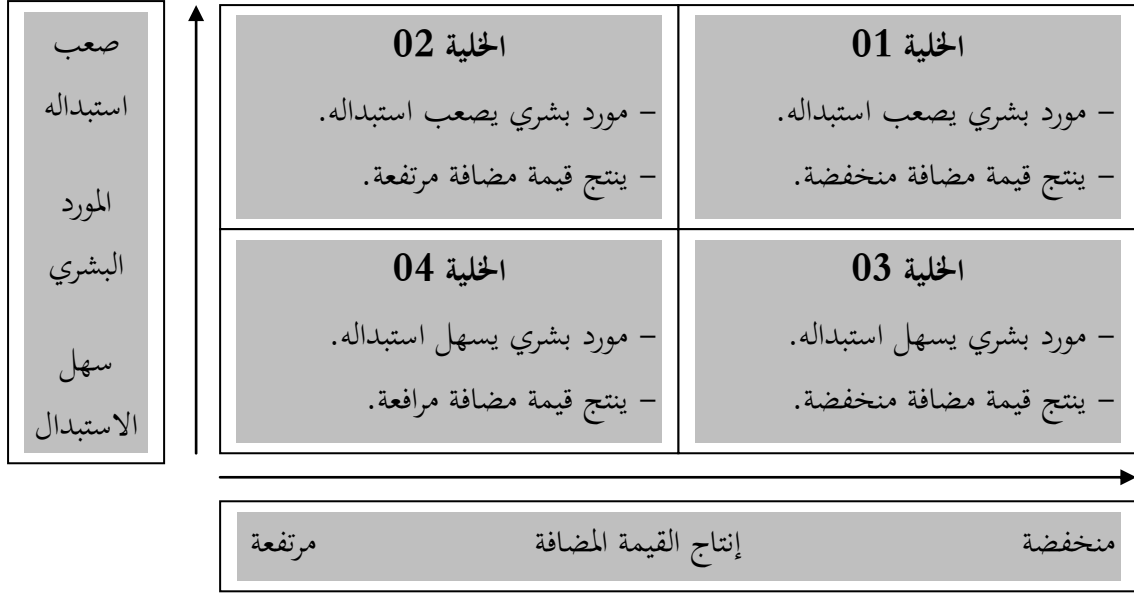 صعب
استبداله
المورد
البشري
سهل
الاستبدال
الخلية 01
– مورد بشري يصعب استبداله.
– ينتج قيمة مضافة منخفضة.
الخلية 02
– مورد بشري يصعب استبداله.
– ينتج قيمة مضافة مرتفعة.
الخلية 03
– مورد بشري يسهل استبداله.
– ينتج قيمة مضافة منخفضة.
الخلية 04
– مورد بشري يسهل استبداله.
– ينتج قيمة مضافة مرافعة.
منخفضة إنتاج القيمة المضافة مرتفعة